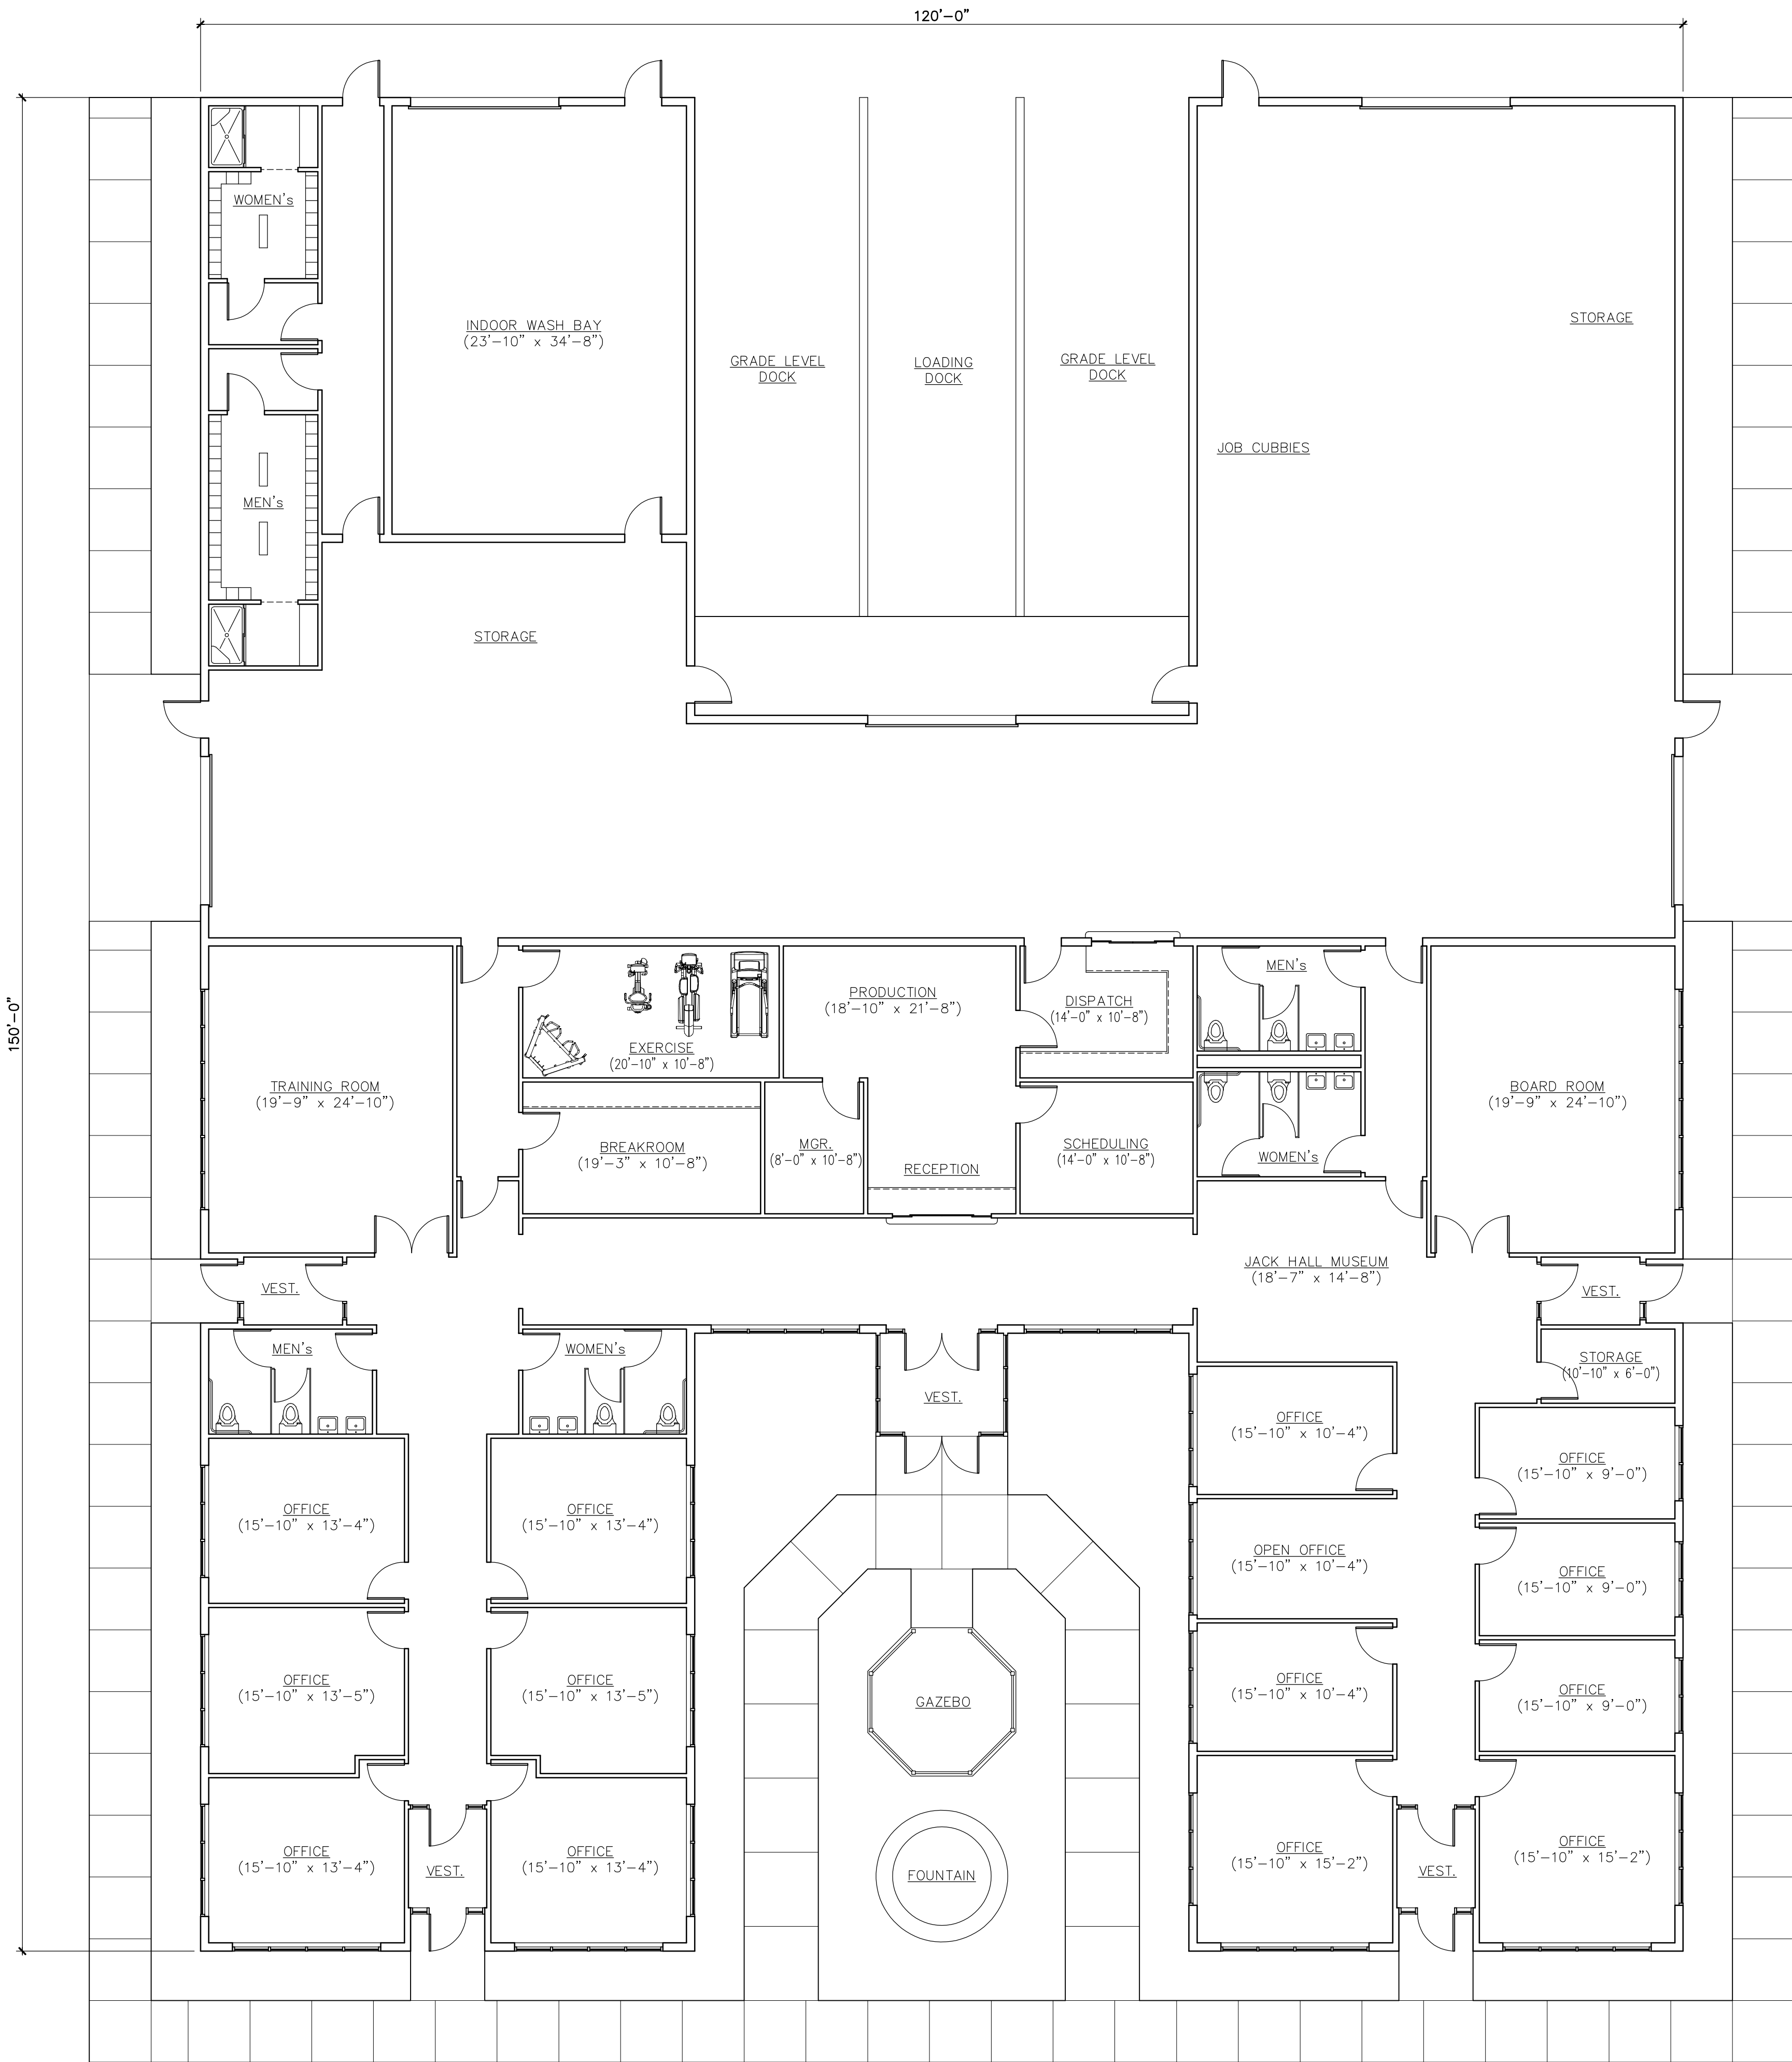 120'-0"
WOMEN's
INDOOR WASH BAY
(23'-10" x 34'-8")
STORAGE
GRADE LEVEL
DOCK
LOADING
DOCK
GRADE LEVEL
DOCK
JOB CUBBIES
MEN's
STORAGE
150'-0"
MEN's
PRODUCTION
(18'-10" x 21'-8")
DISPATCH
(14'-0" x 10'-8")
EXERCISE
(20'-10" x 10'-8")
TRAINING ROOM
(19'-9" x 24'-10")
BOARD ROOM
(19'-9" x 24'-10")
BREAKROOM
(19'-3" x 10'-8")
MGR.
(8'-0" x 10'-8")
RECEPTION
SCHEDULING
(14'-0" x 10'-8")
WOMEN's
JACK HALL MUSEUM
(18'-7" x 14'-8")
VEST.
VEST.
MEN's
WOMEN's
STORAGE
(10'-10" x 6'-0")
VEST.
OFFICE
(15'-10" x 10'-4")
OFFICE
(15'-10" x 9'-0")
OFFICE
(15'-10" x 13'-4")
OFFICE
(15'-10" x 13'-4")
OPEN OFFICE
(15'-10" x 10'-4")
OFFICE
(15'-10" x 9'-0")
OFFICE
(15'-10" x 13'-5")
OFFICE
(15'-10" x 13'-5")
GAZEBO
OFFICE
(15'-10" x 10'-4")
OFFICE
(15'-10" x 9'-0")
OFFICE
(15'-10" x 13'-4")
VEST.
OFFICE
(15'-10" x 13'-4")
FOUNTAIN
OFFICE
(15'-10" x 15'-2")
VEST.
OFFICE
(15'-10" x 15'-2")